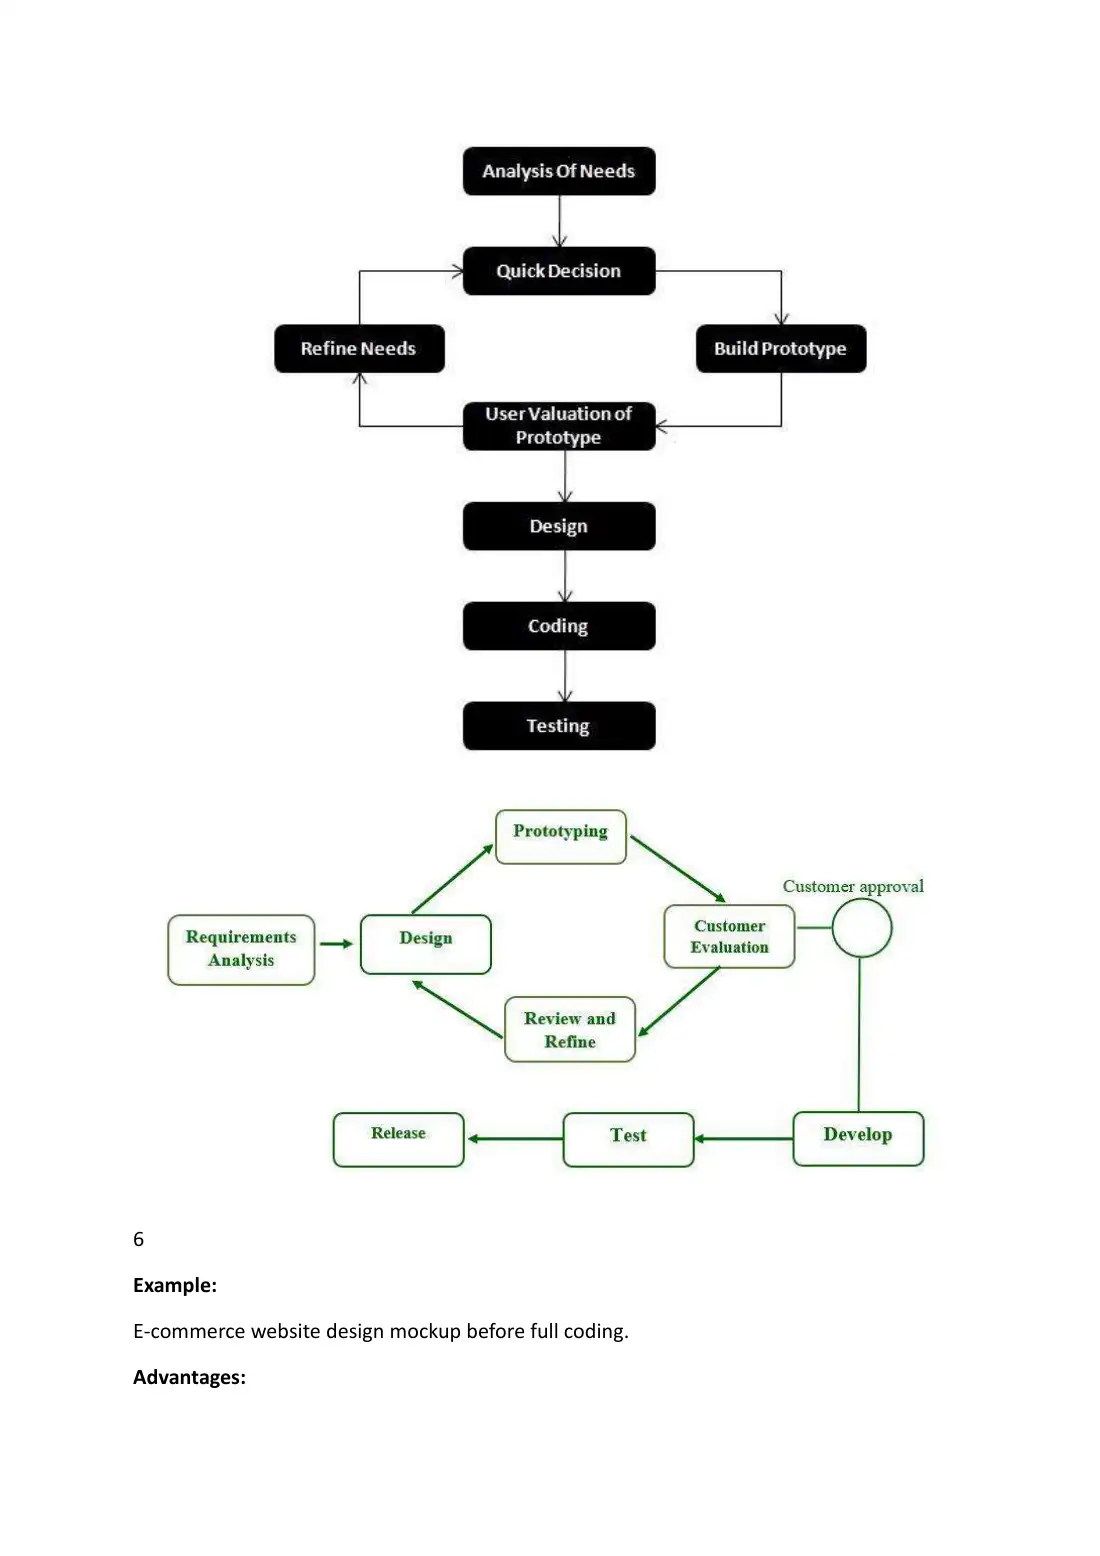 Analysis Of Needs
Quick Decision
Refine Needs
Build Prototype
User Valuation of
Prototype
Design
Coding
Testing
Prototyping
Customer approval
Requirements
Analysis
Design
Customer
Evaluation
Review and
Refine
Release
Test
Develop
6
Example:
E-commerce website design mockup before full coding.
Advantages: